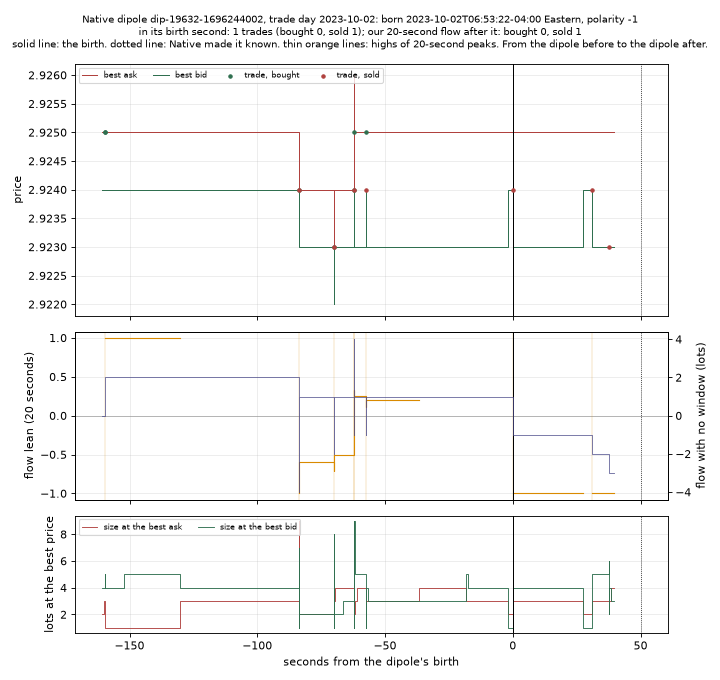 Native dipole dip-19632-1696244002, trade day 2023-10-02: born 2023-10-02T06:53:22-04:00 Eastern, polarity -1
in its birth second: 1 trades (bought 0, sold 1); our 20-second flow after it: bought 0, sold 1
solid line: the birth. dotted line: Native made it known. thin orange lines: highs of 20-second peaks. From the dipole before to the dipole after.
best ask
best bid
trade, bought
trade, sold
2.9260
2.9255
2.9250
2.9245
2.9240
2.9235
2.9230
2.9225
2.9220
price
1.0
0.5
0.0
−0.5
−1.0
flow lean (20 seconds)
4
2
0
−2
−4
flow with no window (lots)
size at the best ask
size at the best bid
8
6
4
2
lots at the best price
−150
−100
−50
0
50
seconds from the dipole's birth